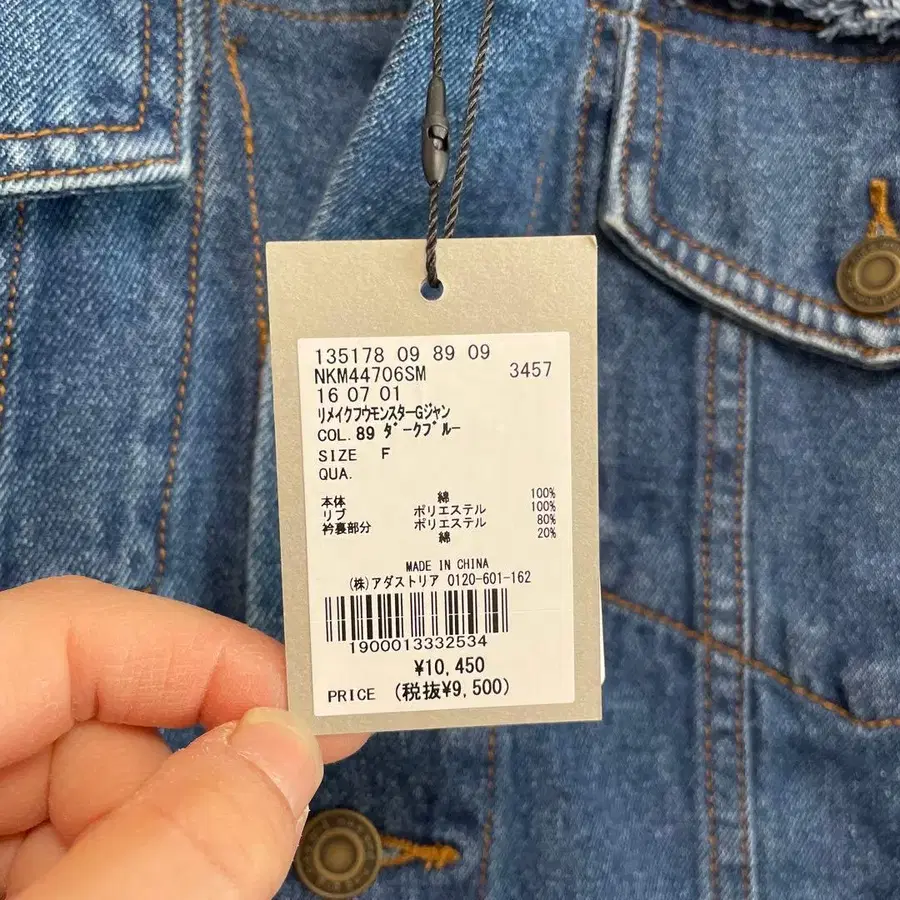 135178 09 89 09
NKM44706SM 3457
16 07 01
リメイクフウモンスターGジャン
COL.89 ダークブルー
SIZE F
QUA.
本体 綿 100%
リブ ポリエステル 100%
衿裏部分 ポリエステル 80%
綿 20%
MADE IN CHINA
(株)アダストリア 0120-601-162
1900013332534
¥10,450
PRICE (税抜¥9,500)